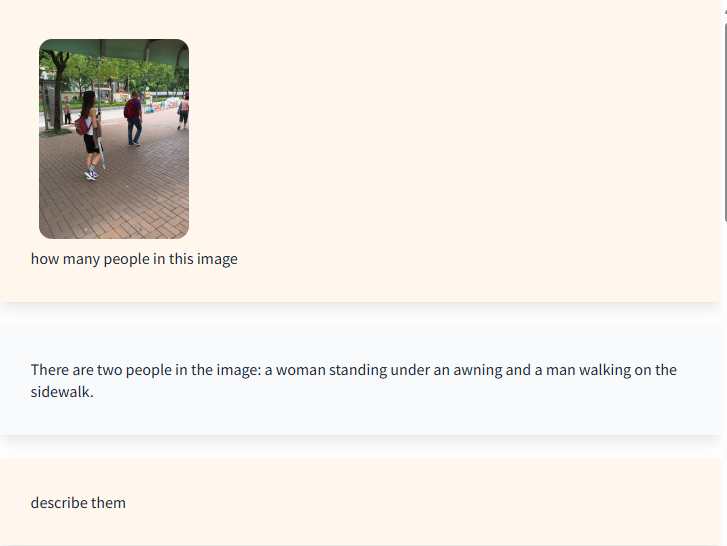 how many people in this image
There are two people in the image: a woman standing under an awning and a man walking on the
sidewalk.
describe them